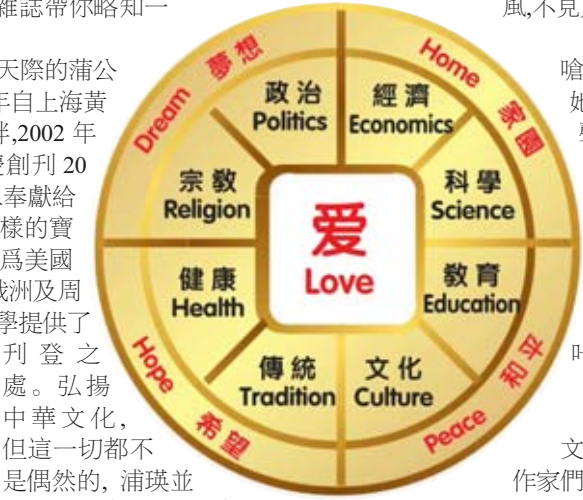 雜誌帶你略知一
天際的蒲公
年自上海黃
畔,2002 年
慶創刊 20
奉獻給
樣的寶
爲美國
洲及周
學提供了
刊登之
處。弘揚
中華文化,
但這一切都不
是偶然的, 浦瑛並
Dream 夢想
Home 家園
政治
Politics
經濟
Economics
宗教
Religion
科學
Science
爱
Love
健康
Health
教育
Education
傳統
Tradition
文化
Culture
Hope 希望
Peace 和平
風,不見
嗆
文
作家們